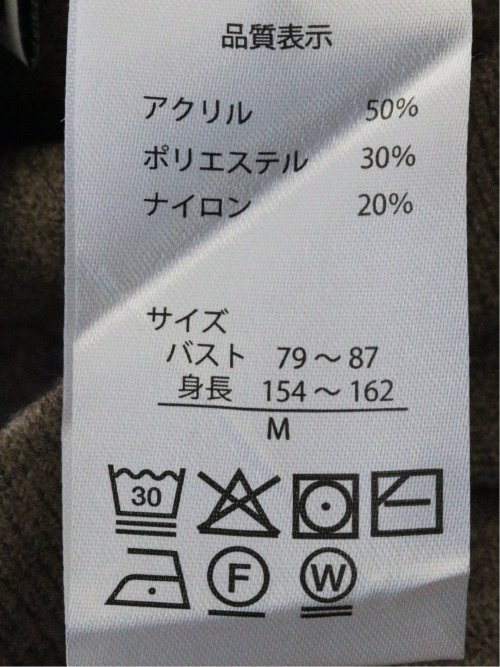 品質表示
アクリル 50%
ポリエステル 30%
ナイロン 20%
サイズ
バスト 79～87
身長 154～162
M
30
F W